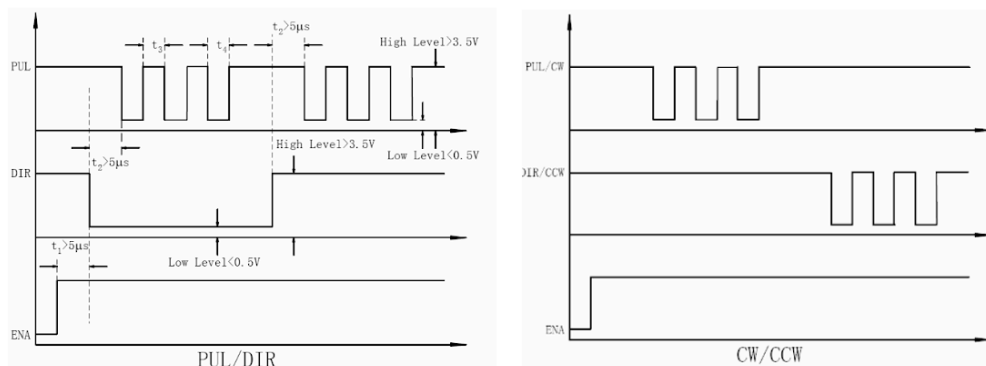 t₂>5μs
High Level>3.5V
t₃
t₄
PUL
t₂>5μs
High Level>3.5V
Low Level<0.5V
DIR
t₁>5μs
Low Level<0.5V
ENA
PUL/DIR
PUL/CW
DIR/CCW
ENA
CW/CCW